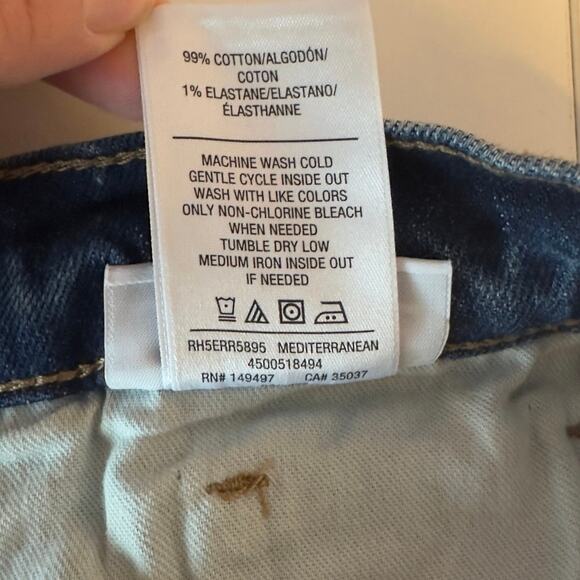 99% COTTON/ALGODÓN/
COTON
1% ELASTANE/ELASTANO/
ÉLASTHANNE
MACHINE WASH COLD
GENTLE CYCLE INSIDE OUT
WASH WITH LIKE COLORS
ONLY NON-CHLORINE BLEACH
WHEN NEEDED
TUMBLE DRY LOW
MEDIUM IRON INSIDE OUT
IF NEEDED
RH5ERR5895 MEDITERRANEAN
4500518494
RN# 149497 CA# 35037